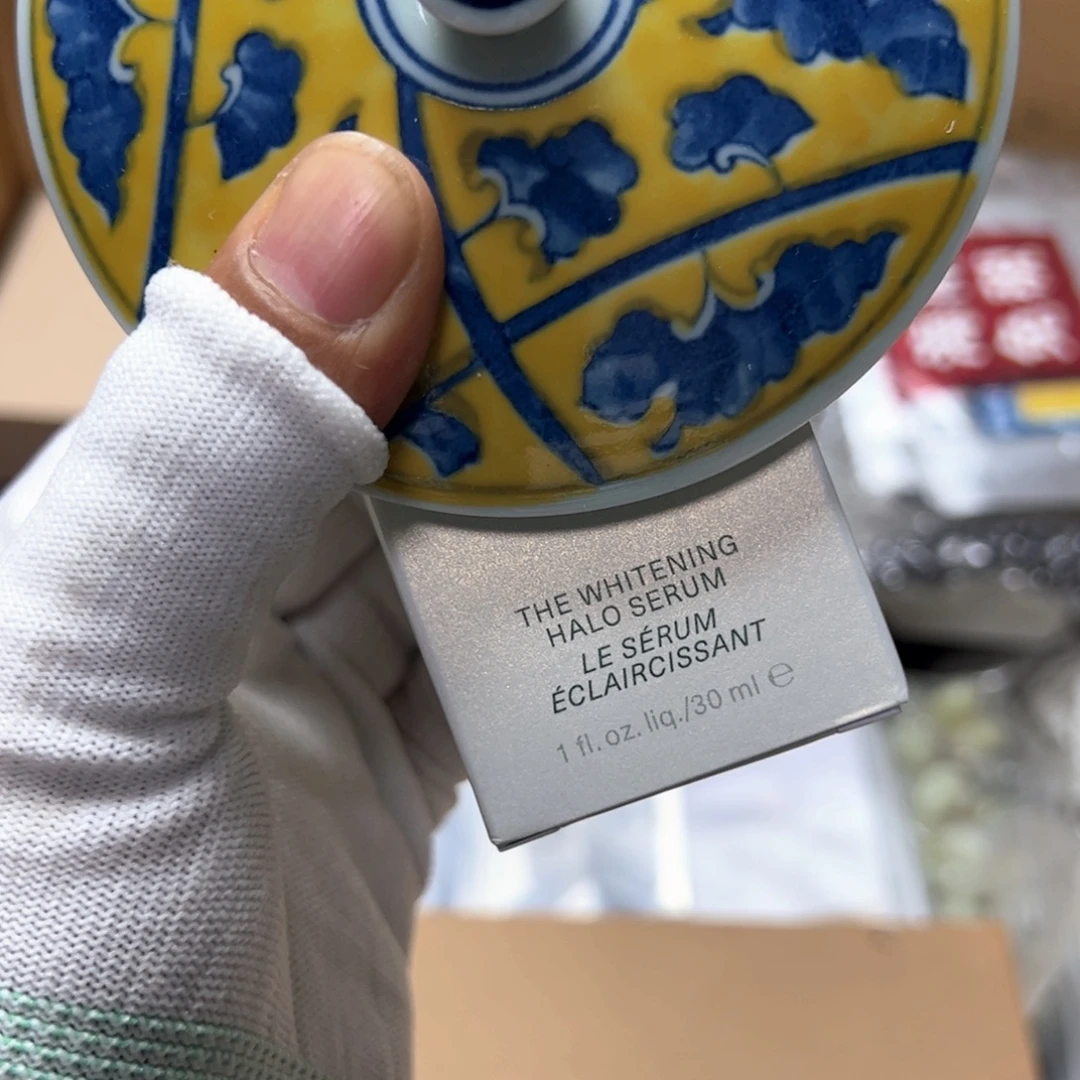 THE WHITENING
HALO SERUM
LE SÉRUM
ÉCLAIRCISSANT
1 fl. oz. liq./30 ml ℮